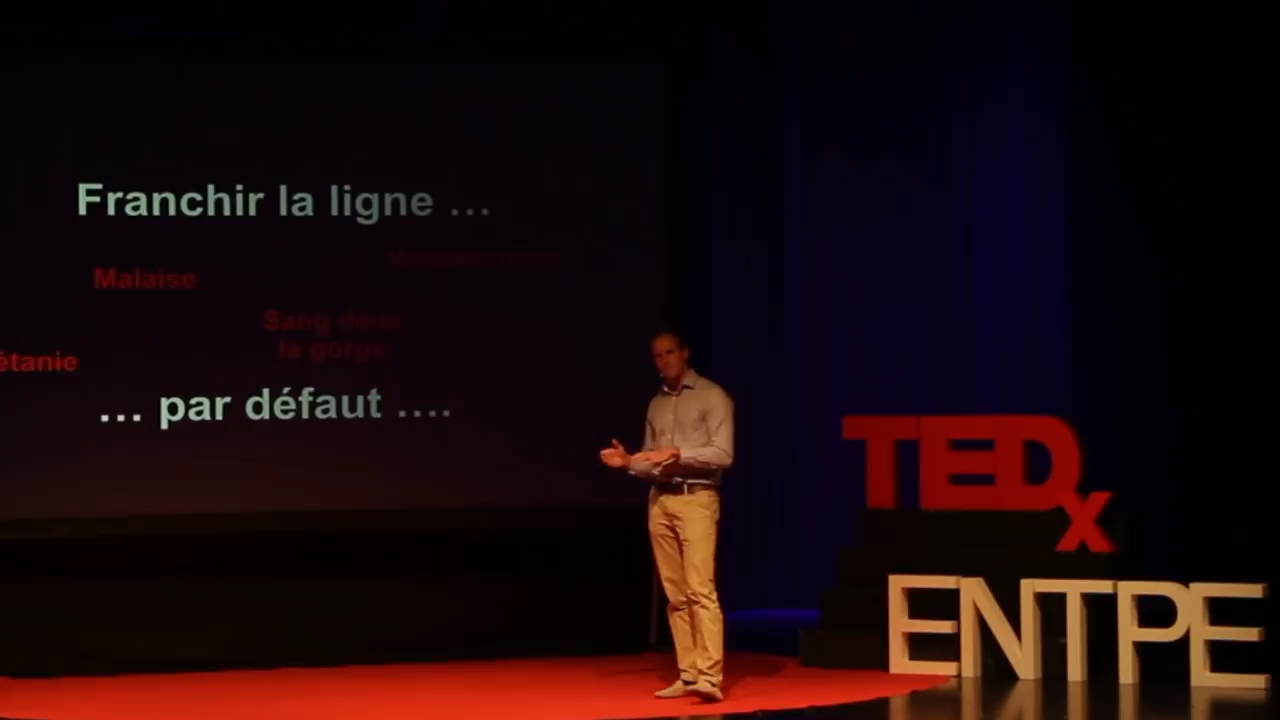 Franchir la ligne …
Malaise
Sang dans
la gorge
étanie
… par défaut ….
TEDx
ENTPE